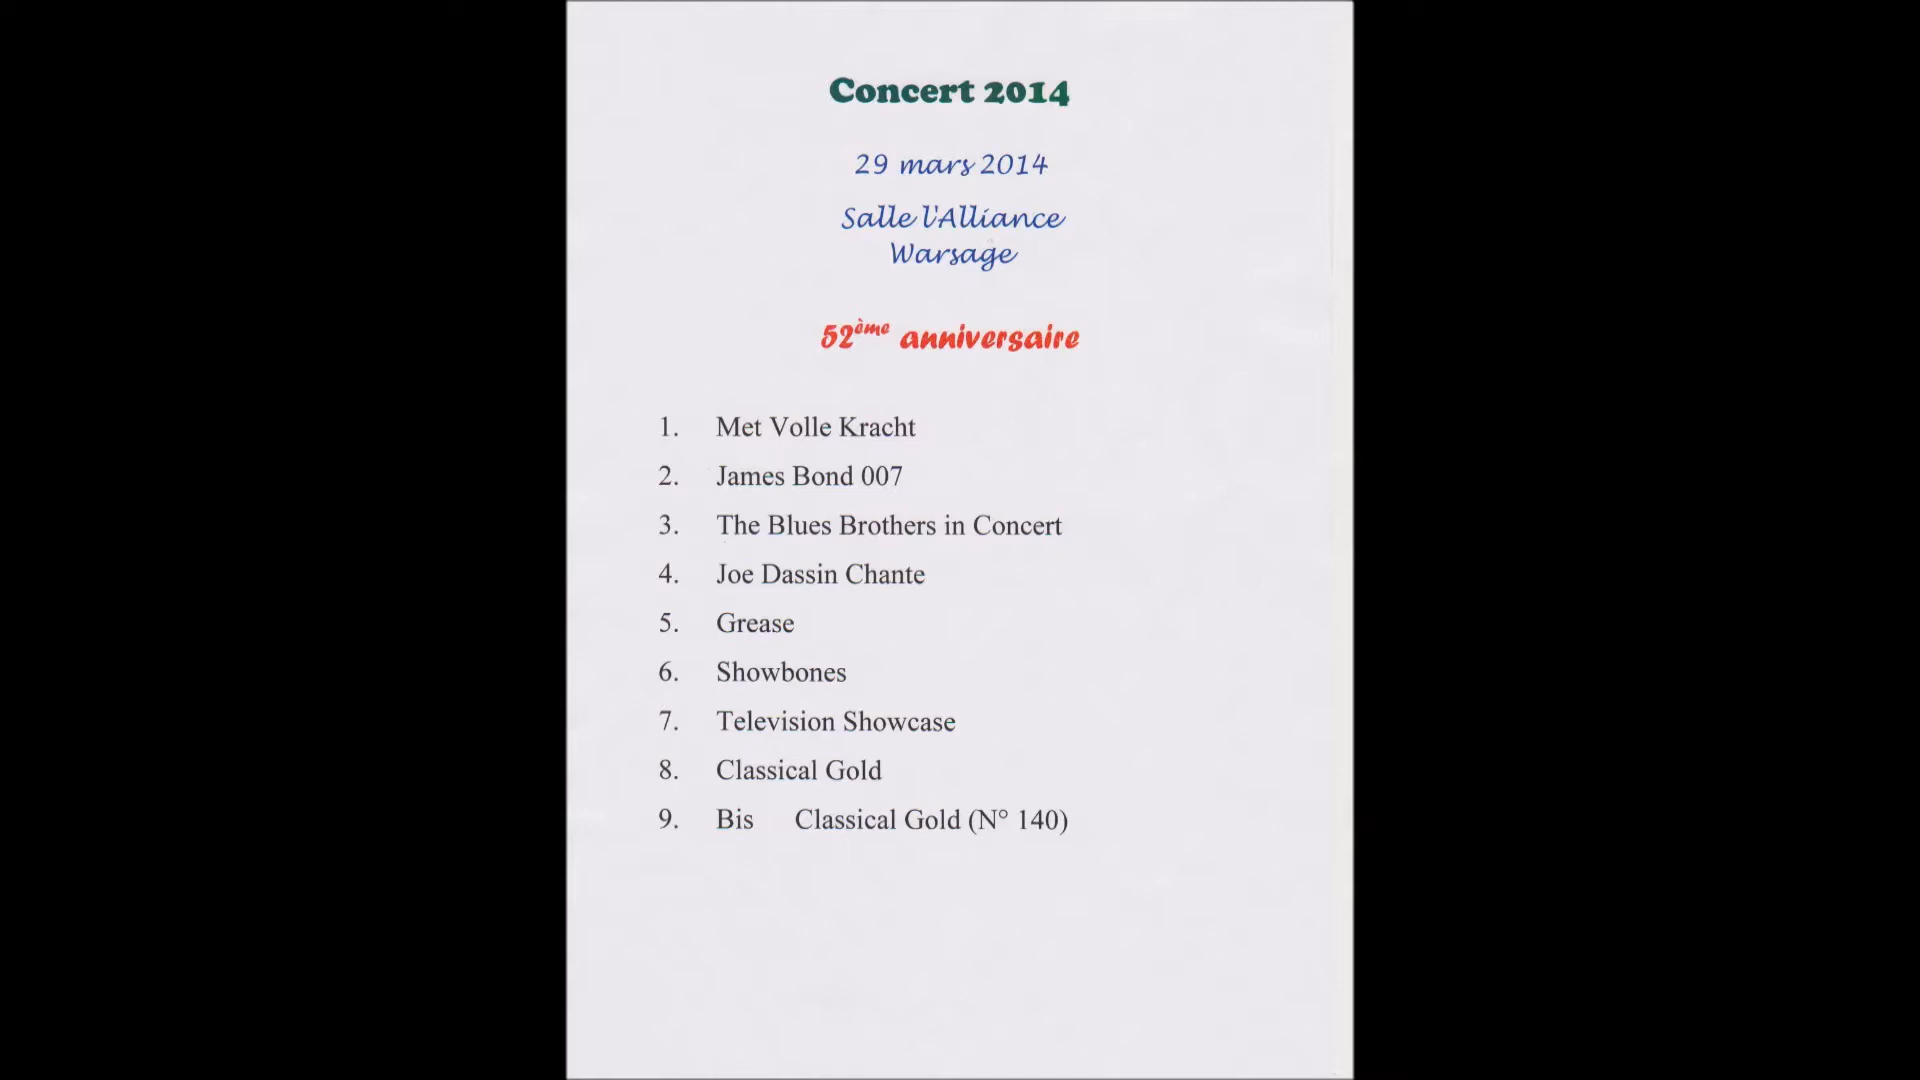 Concert 2014
29 mars 2014
Salle l'Alliance
Warsage
52ème anniversaire
1. Met Volle Kracht
2. James Bond 007
3. The Blues Brothers in Concert
4. Joe Dassin Chante
5. Grease
6. Showbones
7. Television Showcase
8. Classical Gold
9. Bis Classical Gold (N° 140)